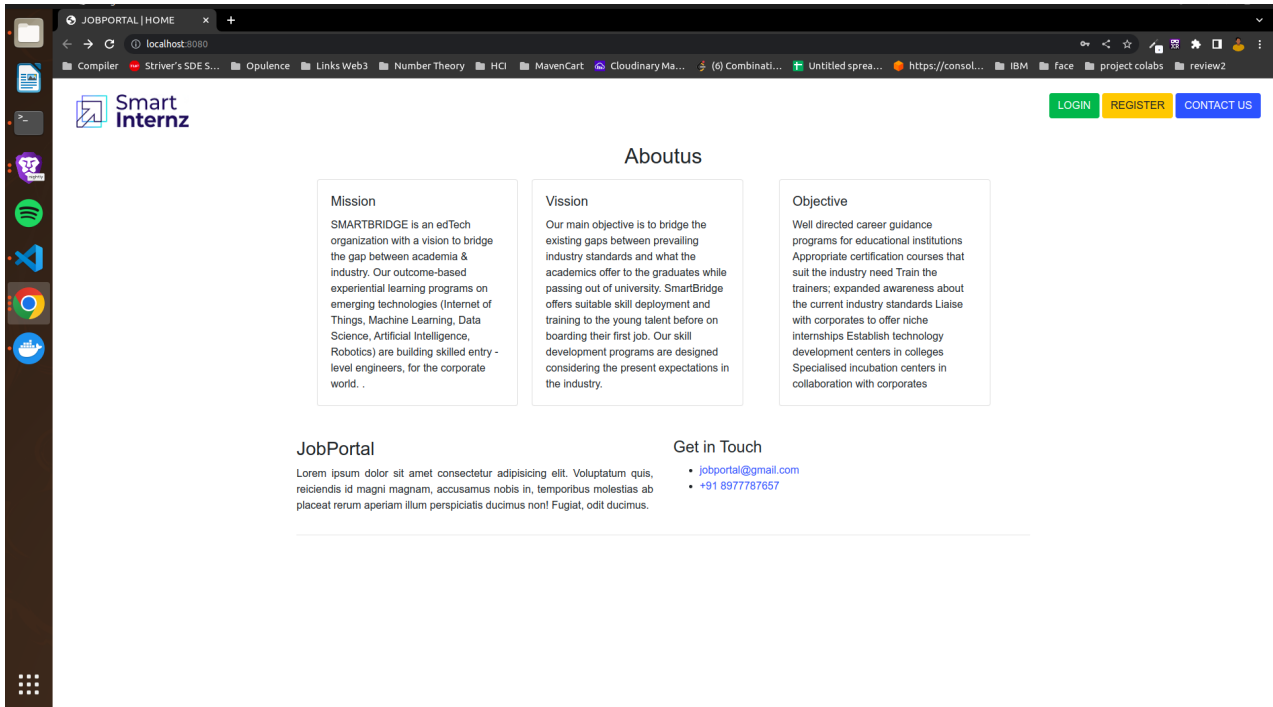 JOBPORTAL | HOME
localhost:8080
Compiler Striver's SDE S... Opulence Links Web3 Number Theory HCI MavenCart Cloudinary Ma... (6) Combinati... Untitled sprea... https://consol... IBM face project colabs review2
Smart
Internz
LOGIN REGISTER CONTACT US
Aboutus
Mission
SMARTBRIDGE is an edTech
organization with a vision to bridge
the gap between academia &
industry. Our outcome-based
experiential learning programs on
emerging technologies (Internet of
Things, Machine Learning, Data
Science, Artificial Intelligence,
Robotics) are building skilled entry -
level engineers, for the corporate
world. .
Vission
Our main objective is to bridge the
existing gaps between prevailing
industry standards and what the
academics offer to the graduates while
passing out of university. SmartBridge
offers suitable skill deployment and
training to the young talent before on
boarding their first job. Our skill
development programs are designed
considering the present expectations in
the industry.
Objective
Well directed career guidance
programs for educational institutions
Appropriate certification courses that
suit the industry need Train the
trainers; expanded awareness about
the current industry standards Liaise
with corporates to offer niche
internships Establish technology
development centers in colleges
Specialised incubation centers in
collaboration with corporates
JobPortal
Lorem ipsum dolor sit amet consectetur adipisicing elit. Voluptatum quis,
reiciendis id magni magnam, accusamus nobis in, temporibus molestias ab
placeat rerum aperiam illum perspiciatis ducimus non! Fugiat, odit ducimus.
Get in Touch
jobportal@gmail.com
+91 8977787657